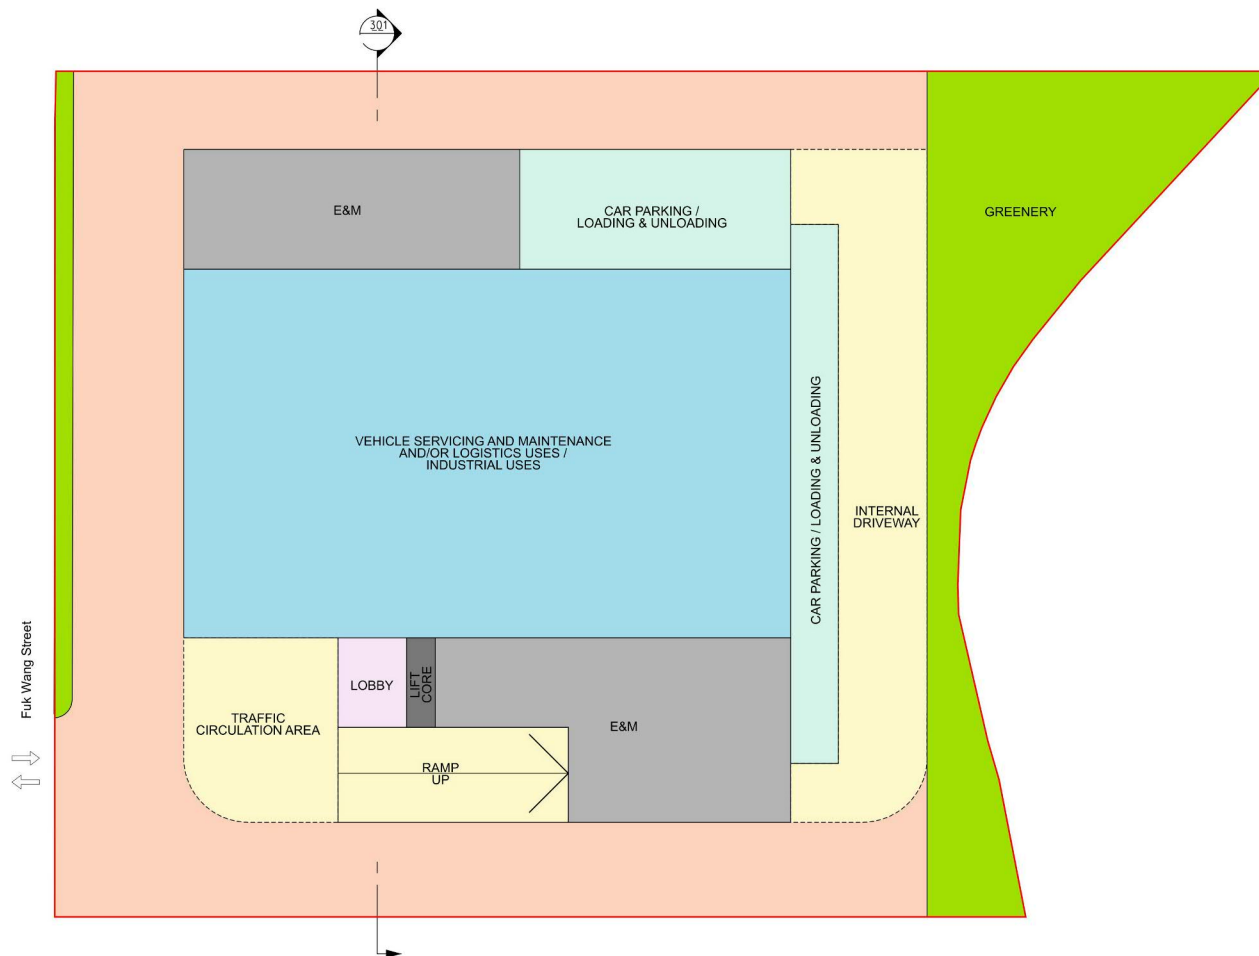 301
E&M
CAR PARKING /
LOADING & UNLOADING
GREENERY
VEHICLE SERVICING AND MAINTENANCE
AND/OR LOGISTICS USES /
INDUSTRIAL USES
CAR PARKING / LOADING & UNLOADING
INTERNAL
DRIVEWAY
Fuk Wang Street
LOBBY
LIFT
CORE
TRAFFIC
CIRCULATION AREA
E&M
RAMP
UP